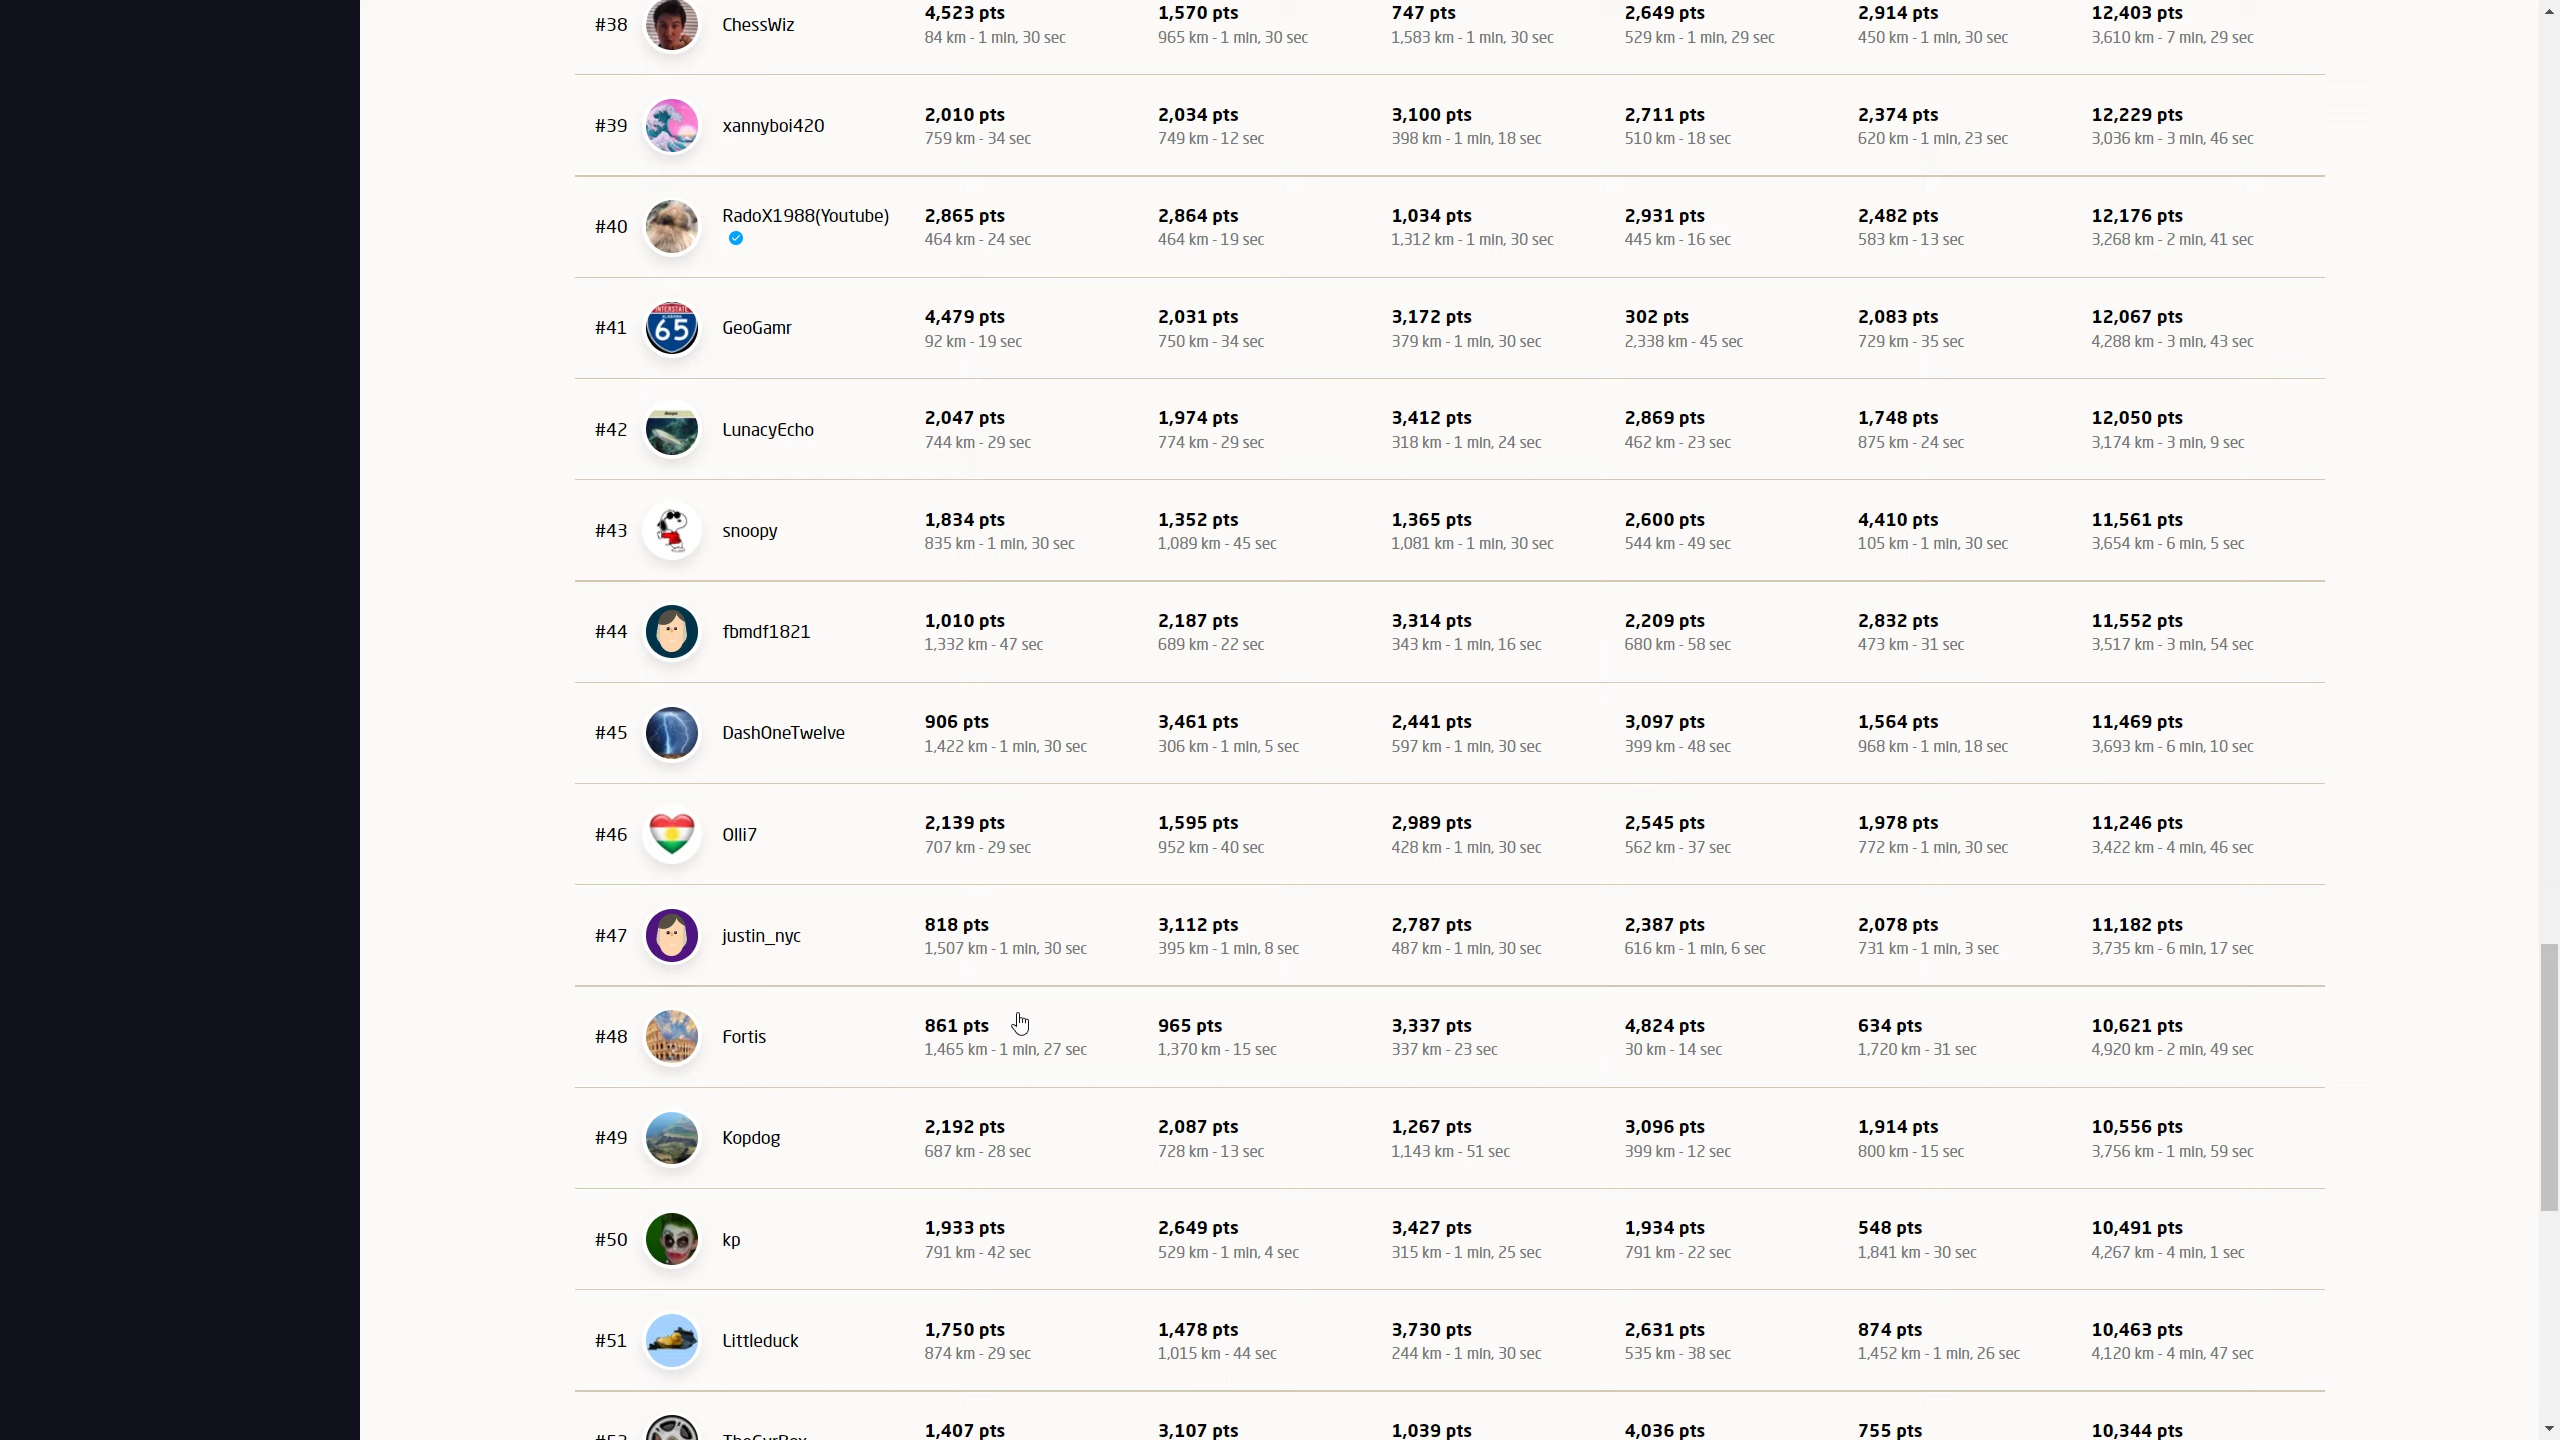 4,523 pts 1,570 pts 747 pts 2,649 pts 2,914 pts 12,403 pts
#38 ChessWiz
84 km - 1 min, 30 sec 965 km - 1 min, 30 sec 1,583 km - 1 min, 30 sec 529 km - 1 min, 29 sec 450 km - 1 min, 30 sec 3,610 km - 7 min, 29 sec
2,010 pts 2,034 pts 3,100 pts 2,711 pts 2,374 pts 12,229 pts
#39 xannyboi420
759 km - 34 sec 749 km - 12 sec 398 km - 1 min, 18 sec 510 km - 18 sec 620 km - 1 min, 23 sec 3,036 km - 3 min, 46 sec
RadoX1988(Youtube) 2,865 pts 2,864 pts 1,034 pts 2,931 pts 2,482 pts 12,176 pts
#40
464 km - 24 sec 464 km - 19 sec 1,312 km - 1 min, 30 sec 445 km - 16 sec 583 km - 13 sec 3,268 km - 2 min, 41 sec
4,479 pts 2,031 pts 3,172 pts 302 pts 2,083 pts 12,067 pts
#41 INTERSTATE 65 GeoGamr
92 km - 19 sec 750 km - 34 sec 379 km - 1 min, 30 sec 2,338 km - 45 sec 729 km - 35 sec 4,288 km - 3 min, 43 sec
2,047 pts 1,974 pts 3,412 pts 2,869 pts 1,748 pts 12,050 pts
#42 LunacyEcho
744 km - 29 sec 774 km - 29 sec 318 km - 1 min, 24 sec 462 km - 23 sec 875 km - 24 sec 3,174 km - 3 min, 9 sec
1,834 pts 1,352 pts 1,365 pts 2,600 pts 4,410 pts 11,561 pts
#43 snoopy
835 km - 1 min, 30 sec 1,089 km - 45 sec 1,081 km - 1 min, 30 sec 544 km - 49 sec 105 km - 1 min, 30 sec 3,654 km - 6 min, 5 sec
1,010 pts 2,187 pts 3,314 pts 2,209 pts 2,832 pts 11,552 pts
#44 fbmdf1821
1,332 km - 47 sec 689 km - 22 sec 343 km - 1 min, 16 sec 680 km - 58 sec 473 km - 31 sec 3,517 km - 3 min, 54 sec
906 pts 3,461 pts 2,441 pts 3,097 pts 1,564 pts 11,469 pts
#45 DashOneTwelve
1,422 km - 1 min, 30 sec 306 km - 1 min, 5 sec 597 km - 1 min, 30 sec 399 km - 48 sec 968 km - 1 min, 18 sec 3,693 km - 6 min, 10 sec
2,139 pts 1,595 pts 2,989 pts 2,545 pts 1,978 pts 11,246 pts
#46 Olli7
707 km - 29 sec 952 km - 40 sec 428 km - 1 min, 30 sec 562 km - 37 sec 772 km - 1 min, 30 sec 3,422 km - 4 min, 46 sec
818 pts 3,112 pts 2,787 pts 2,387 pts 2,078 pts 11,182 pts
#47 justin_nyc
1,507 km - 1 min, 30 sec 395 km - 1 min, 8 sec 487 km - 1 min, 30 sec 616 km - 1 min, 6 sec 731 km - 1 min, 3 sec 3,735 km - 6 min, 17 sec
861 pts 965 pts 3,337 pts 4,824 pts 634 pts 10,621 pts
#48 Fortis
1,465 km - 1 min, 27 sec 1,370 km - 15 sec 337 km - 23 sec 30 km - 14 sec 1,720 km - 31 sec 4,920 km - 2 min, 49 sec
2,192 pts 2,087 pts 1,267 pts 3,096 pts 1,914 pts 10,556 pts
#49 Kopdog
687 km - 28 sec 728 km - 13 sec 1,143 km - 51 sec 399 km - 12 sec 800 km - 15 sec 3,756 km - 1 min, 59 sec
1,933 pts 2,649 pts 3,427 pts 1,934 pts 548 pts 10,491 pts
#50 kp
791 km - 42 sec 529 km - 1 min, 4 sec 315 km - 1 min, 25 sec 791 km - 22 sec 1,841 km - 30 sec 4,267 km - 4 min, 1 sec
1,750 pts 1,478 pts 3,730 pts 2,631 pts 874 pts 10,463 pts
#51 Littleduck
874 km - 29 sec 1,015 km - 44 sec 244 km - 1 min, 30 sec 535 km - 38 sec 1,452 km - 1 min, 26 sec 4,120 km - 4 min, 47 sec
1,407 pts 3,107 pts 1,039 pts 4,036 pts 755 pts 10,344 pts